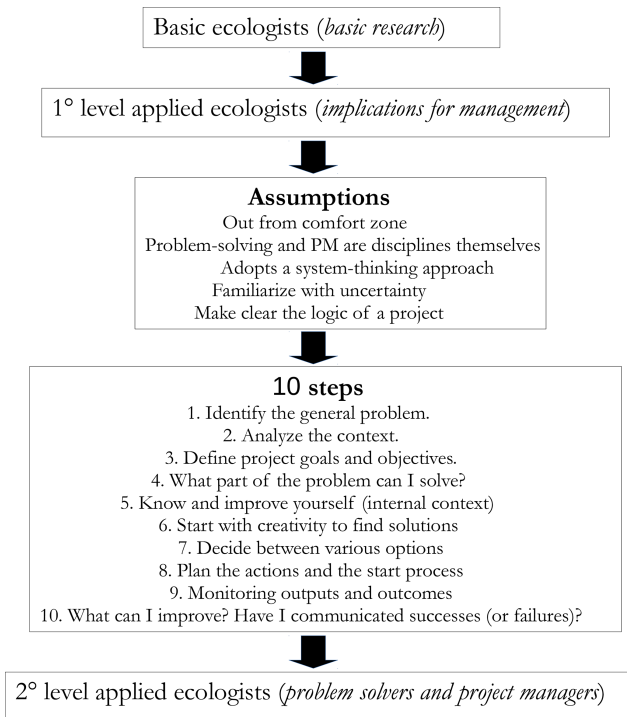 Basic ecologists (basic research)
1° level applied ecologists (implications for management)
Assumptions
Out from comfort zone
Problem-solving and PM are disciplines themselves
Adopts a system-thinking approach
Familiarize with uncertainty
Make clear the logic of a project
10 steps
1. Identify the general problem.
2. Analyze the context.
3. Define project goals and objectives.
4. What part of the problem can I solve?
5. Know and improve yourself (internal context)
6. Start with creativity to find solutions
7. Decide between various options
8. Plan the actions and the start process
9. Monitoring outputs and outcomes
10. What can I improve? Have I communicated successes (or failures)?
2° level applied ecologists (problem solvers and project managers)